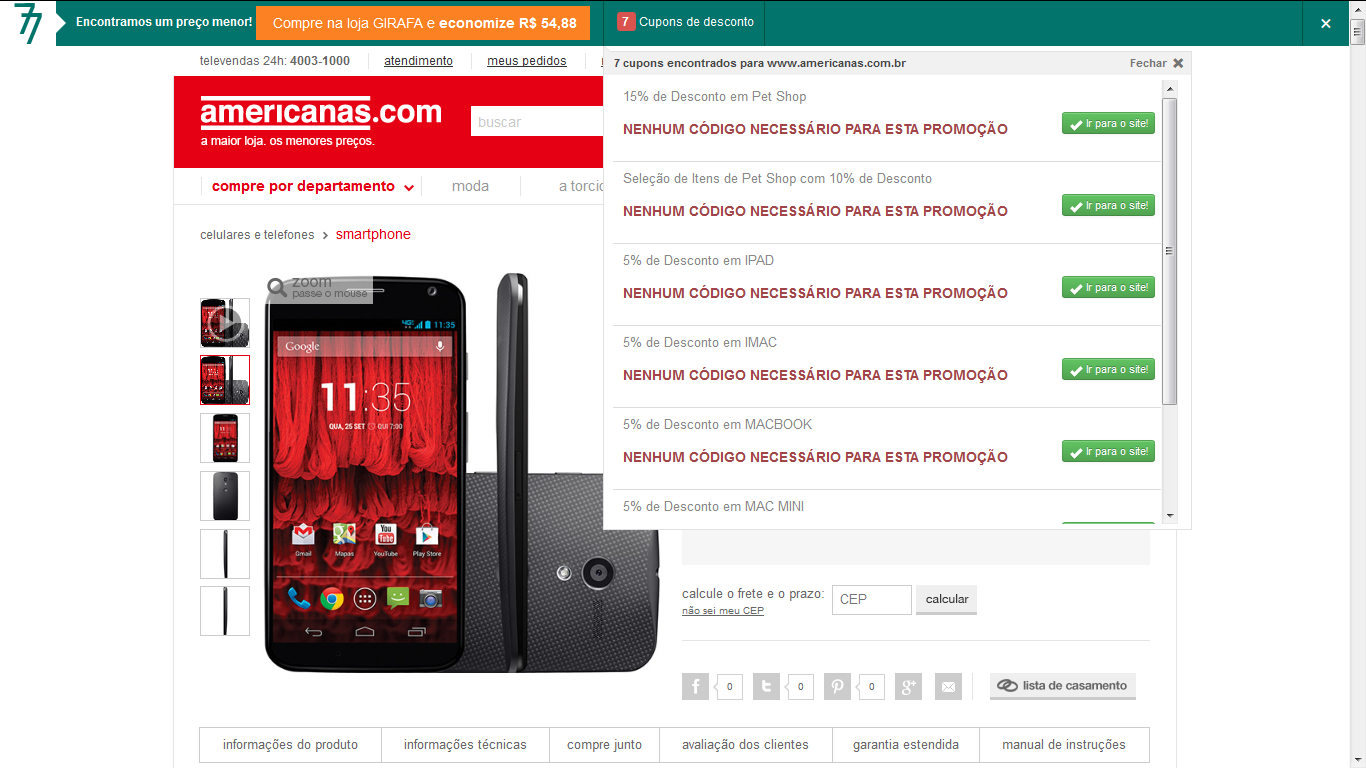 77
Encontramos um preço menor!
Compre na loja GIRAFA e economize R$ 54,88
7 Cupons de desconto
7 cupons encontrados para www.americanas.com.br
Fechar
televendas 24h: 4003-1000
atendimento
meus pedidos
americanas.com
a maior loja. os menores preços.
buscar
compre por departamento
moda
a torcid
celulares e telefones > smartphone
zoom
passe o mouse
11:35
Google
11:35
QUA, 25 SET QUI 7:00
Gmail
Mapas
YouTube
Play Store
15% de Desconto em Pet Shop
NENHUM CÓDIGO NECESSÁRIO PARA ESTA PROMOÇÃO
Ir para o site!
Seleção de Itens de Pet Shop com 10% de Desconto
NENHUM CÓDIGO NECESSÁRIO PARA ESTA PROMOÇÃO
Ir para o site!
5% de Desconto em IPAD
NENHUM CÓDIGO NECESSÁRIO PARA ESTA PROMOÇÃO
Ir para o site!
5% de Desconto em IMAC
NENHUM CÓDIGO NECESSÁRIO PARA ESTA PROMOÇÃO
Ir para o site!
5% de Desconto em MACBOOK
NENHUM CÓDIGO NECESSÁRIO PARA ESTA PROMOÇÃO
Ir para o site!
5% de Desconto em MAC MINI
calcule o frete e o prazo:
CEP
calcular
não sei meu CEP
0
0
0
lista de casamento
informações do produto
informações técnicas
compre junto
avaliação dos clientes
garantia estendida
manual de instruções